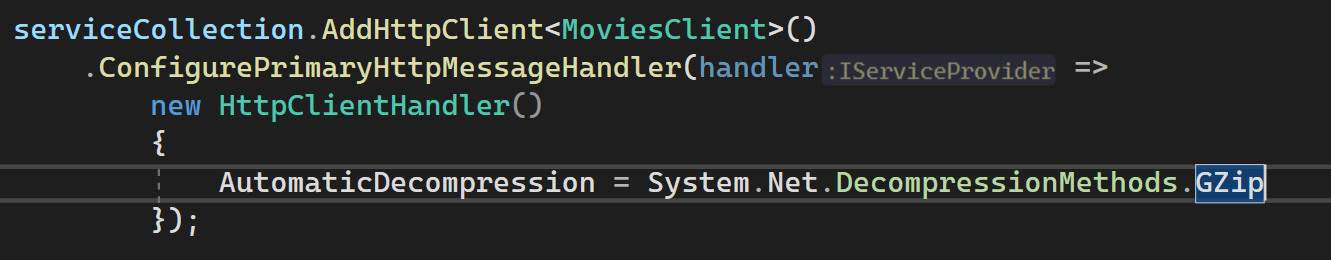 serviceCollection.AddHttpClient<MoviesClient>()
.ConfigurePrimaryHttpMessageHandler(handler :IServiceProvider =>
new HttpClientHandler()
{
AutomaticDecompression = System.Net.DecompressionMethods.GZip
});